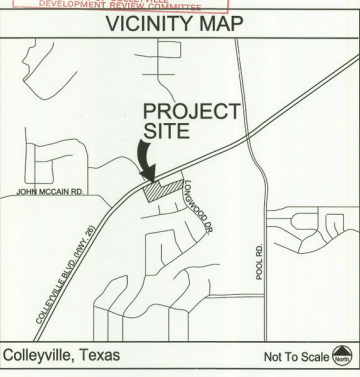 COLLEYVILLE
DEVELOPMENT REVIEW COMMITTEE
VICINITY MAP
PROJECT
SITE
JOHN MCCAIN RD.
LONGWOOD DR.
COLLEYVILLE BLVD. (HWY. 26)
POOL RD.
Colleyville, Texas
Not To Scale
North